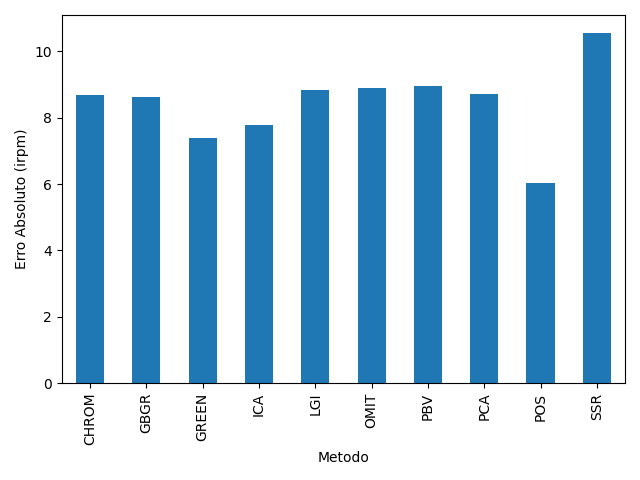 Erro Absoluto (irpm)
10
8
6
4
2
0
CHROM
GBGR
GREEN
ICA
LGI
OMIT
PBV
PCA
POS
SSR
Metodo